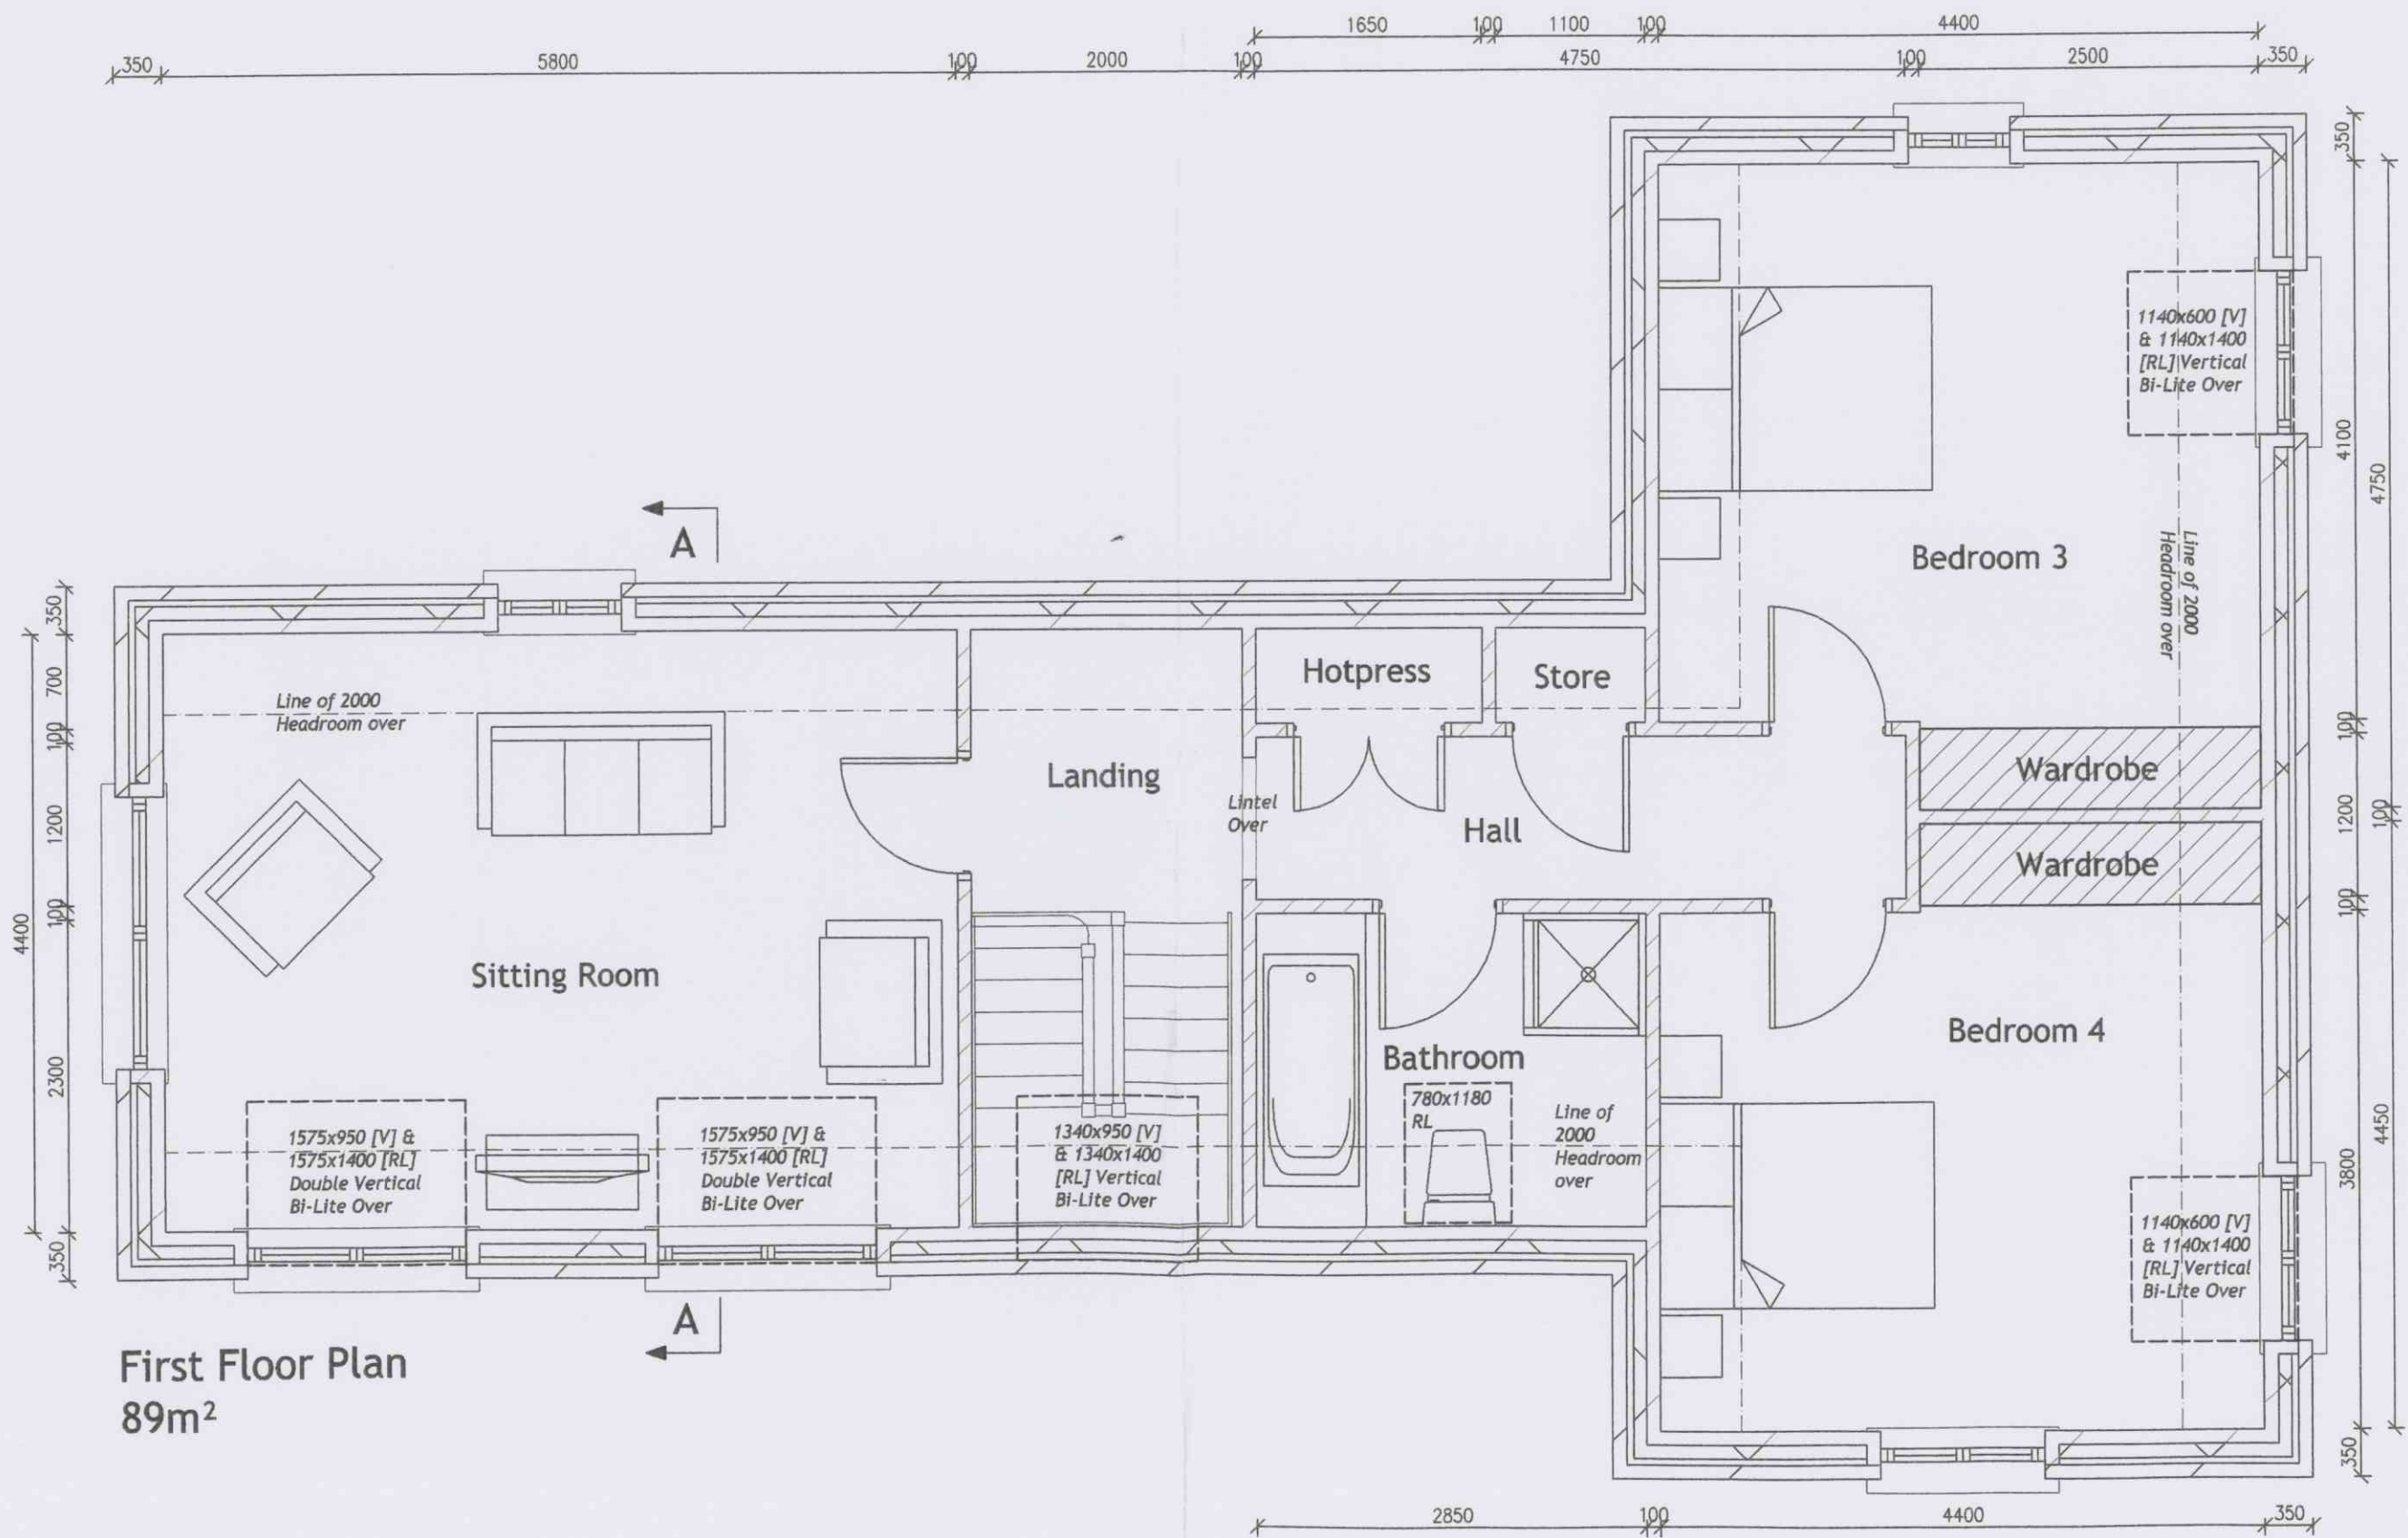 1650 100 1100 100 4400
350 5800 100 2000 100 4750 100 2500 350
350
4100
4750
100
1200
100
100
3800
4450
350
350
700
100
1200
100
2300
4400
350
A
Bedroom 3
1140x600 [V]
& 1140x1400
[RL] Vertical
Bi-Lite Over
Line of 2000
Headroom over
Hotpress
Store
Line of 2000
Headroom over
Landing
Lintel
Over
Hall
Wardrobe
Wardrobe
Sitting Room
Bathroom
Bedroom 4
780x1180
RL
Line of
2000
Headroom
over
1575x950 [V] &
1575x1400 [RL]
Double Vertical
Bi-Lite Over
1575x950 [V] &
1575x1400 [RL]
Double Vertical
Bi-Lite Over
1340x950 [V]
& 1340x1400
[RL] Vertical
Bi-Lite Over
1140x600 [V]
& 1140x1400
[RL] Vertical
Bi-Lite Over
A
First Floor Plan
89m²
2850 100 4400 350